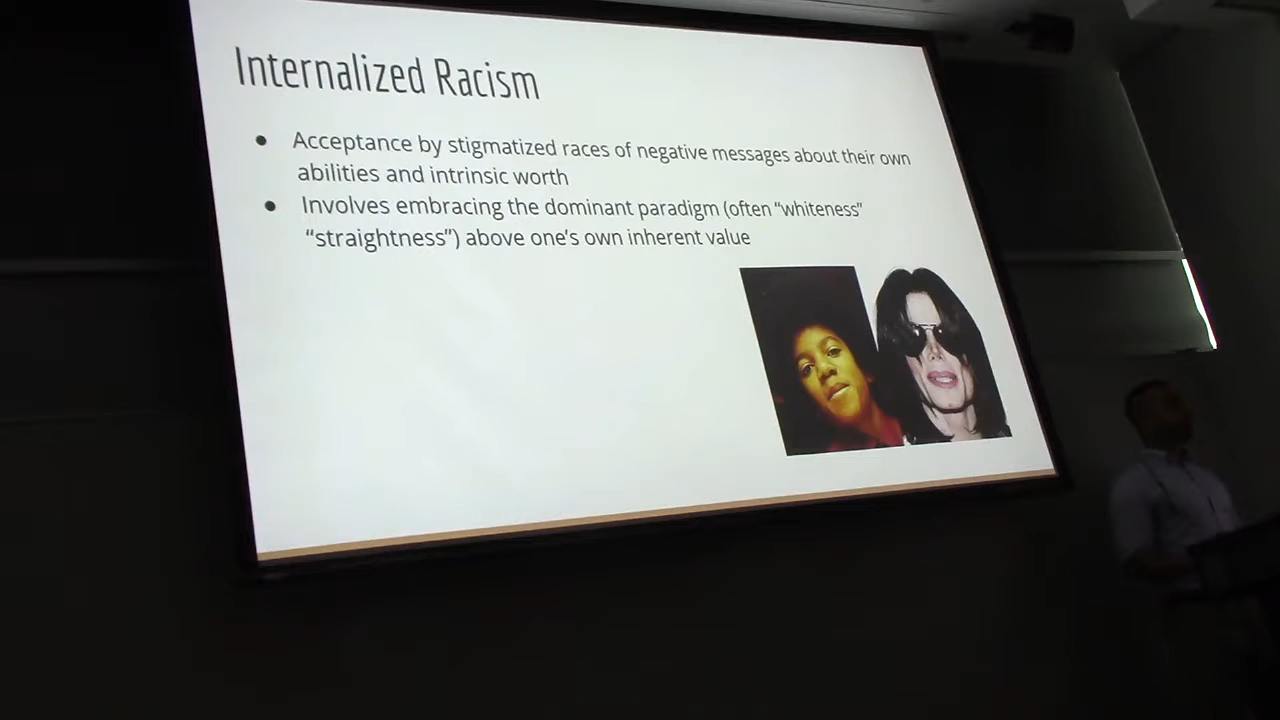 Internalized Racism
● Acceptance by stigmatized races of negative messages about their own
abilities and intrinsic worth
● Involves embracing the dominant paradigm (often “whiteness”
“straightness”) above one’s own inherent value